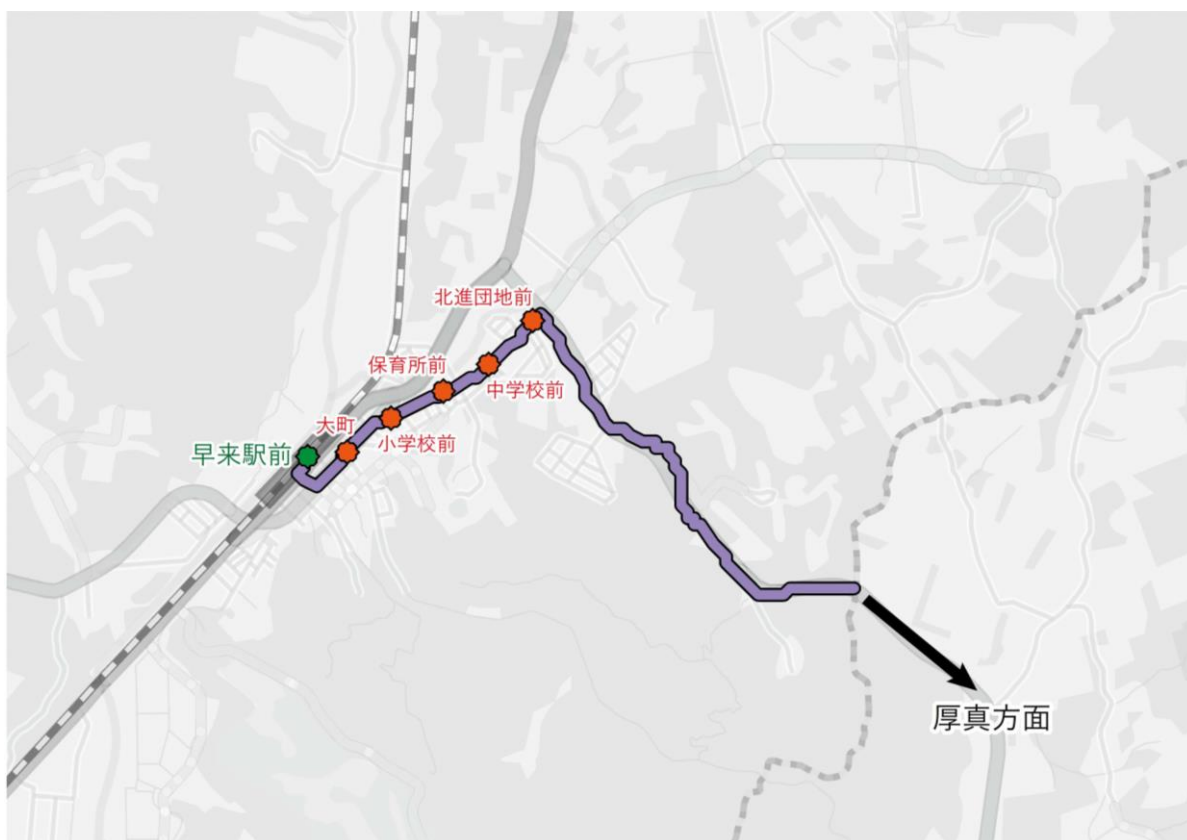 北進団地前
保育所前
中学校前
大町
小学校前
早来駅前
厚真方面